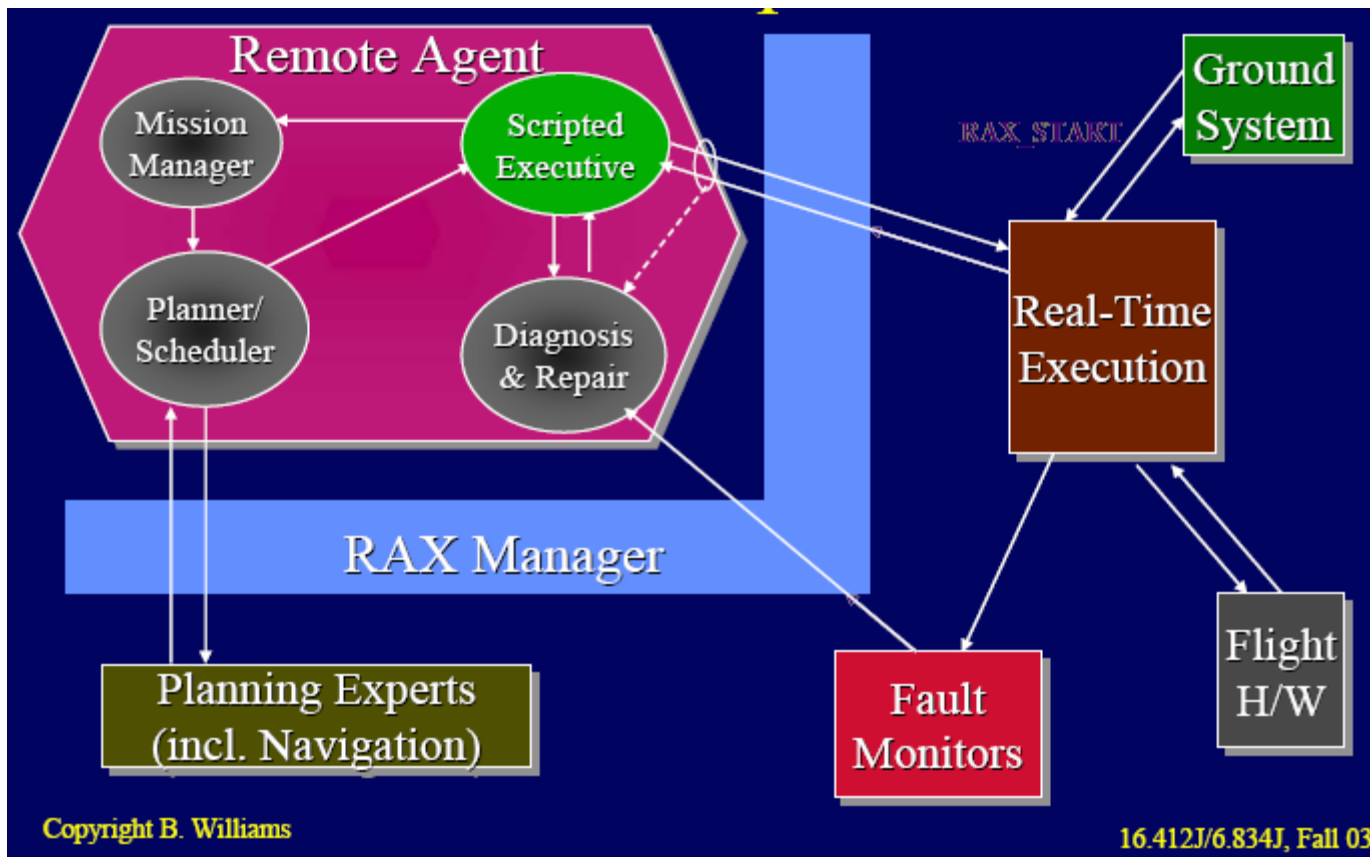 Remote Agent
Mission
Manager
Scripted
Executive
Ground
System
RAX_START
Planner/
Scheduler
Diagnosis
& Repair
Real-Time
Execution
RAX Manager
Planning Experts
(incl. Navigation)
Fault
Monitors
Flight
H/W
Copyright B. Williams
16.412J/6.834J, Fall 03